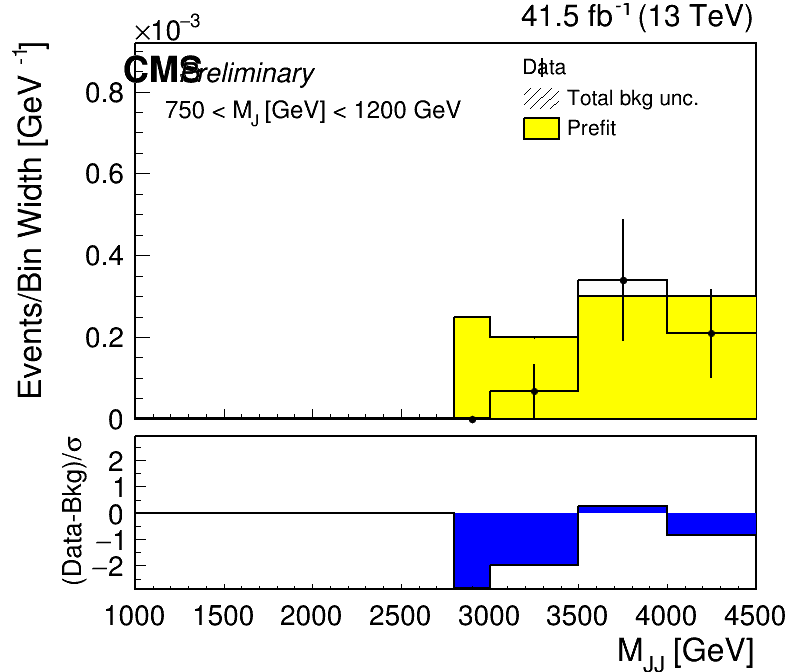 ×10⁻³
41.5 fb⁻¹ (13 TeV)
CMS Preliminary
750 < M_J [GeV] < 1200 GeV
Data
Total bkg unc.
Prefit
Events/Bin Width [GeV⁻¹]
0.8
0.6
0.4
0.2
0
(Data-Bkg)/σ
2
1
0
−1
−2
1000 1500 2000 2500 3000 3500 4000 4500
M_JJ [GeV]